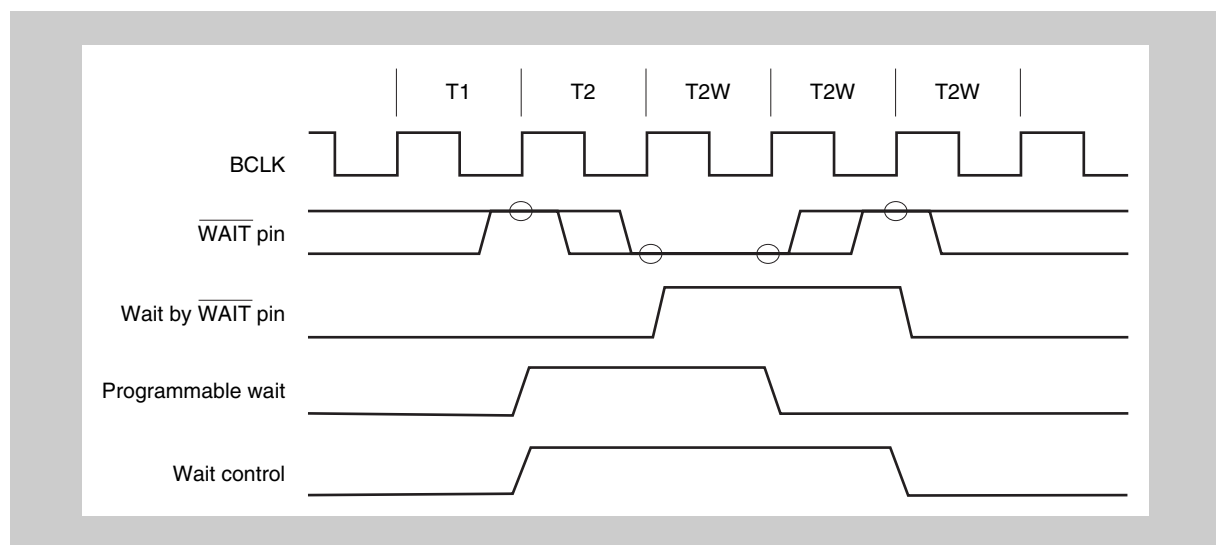 T1 T2 T2W T2W T2W
BCLK
WAIT pin
Wait by WAIT pin
Programmable wait
Wait control